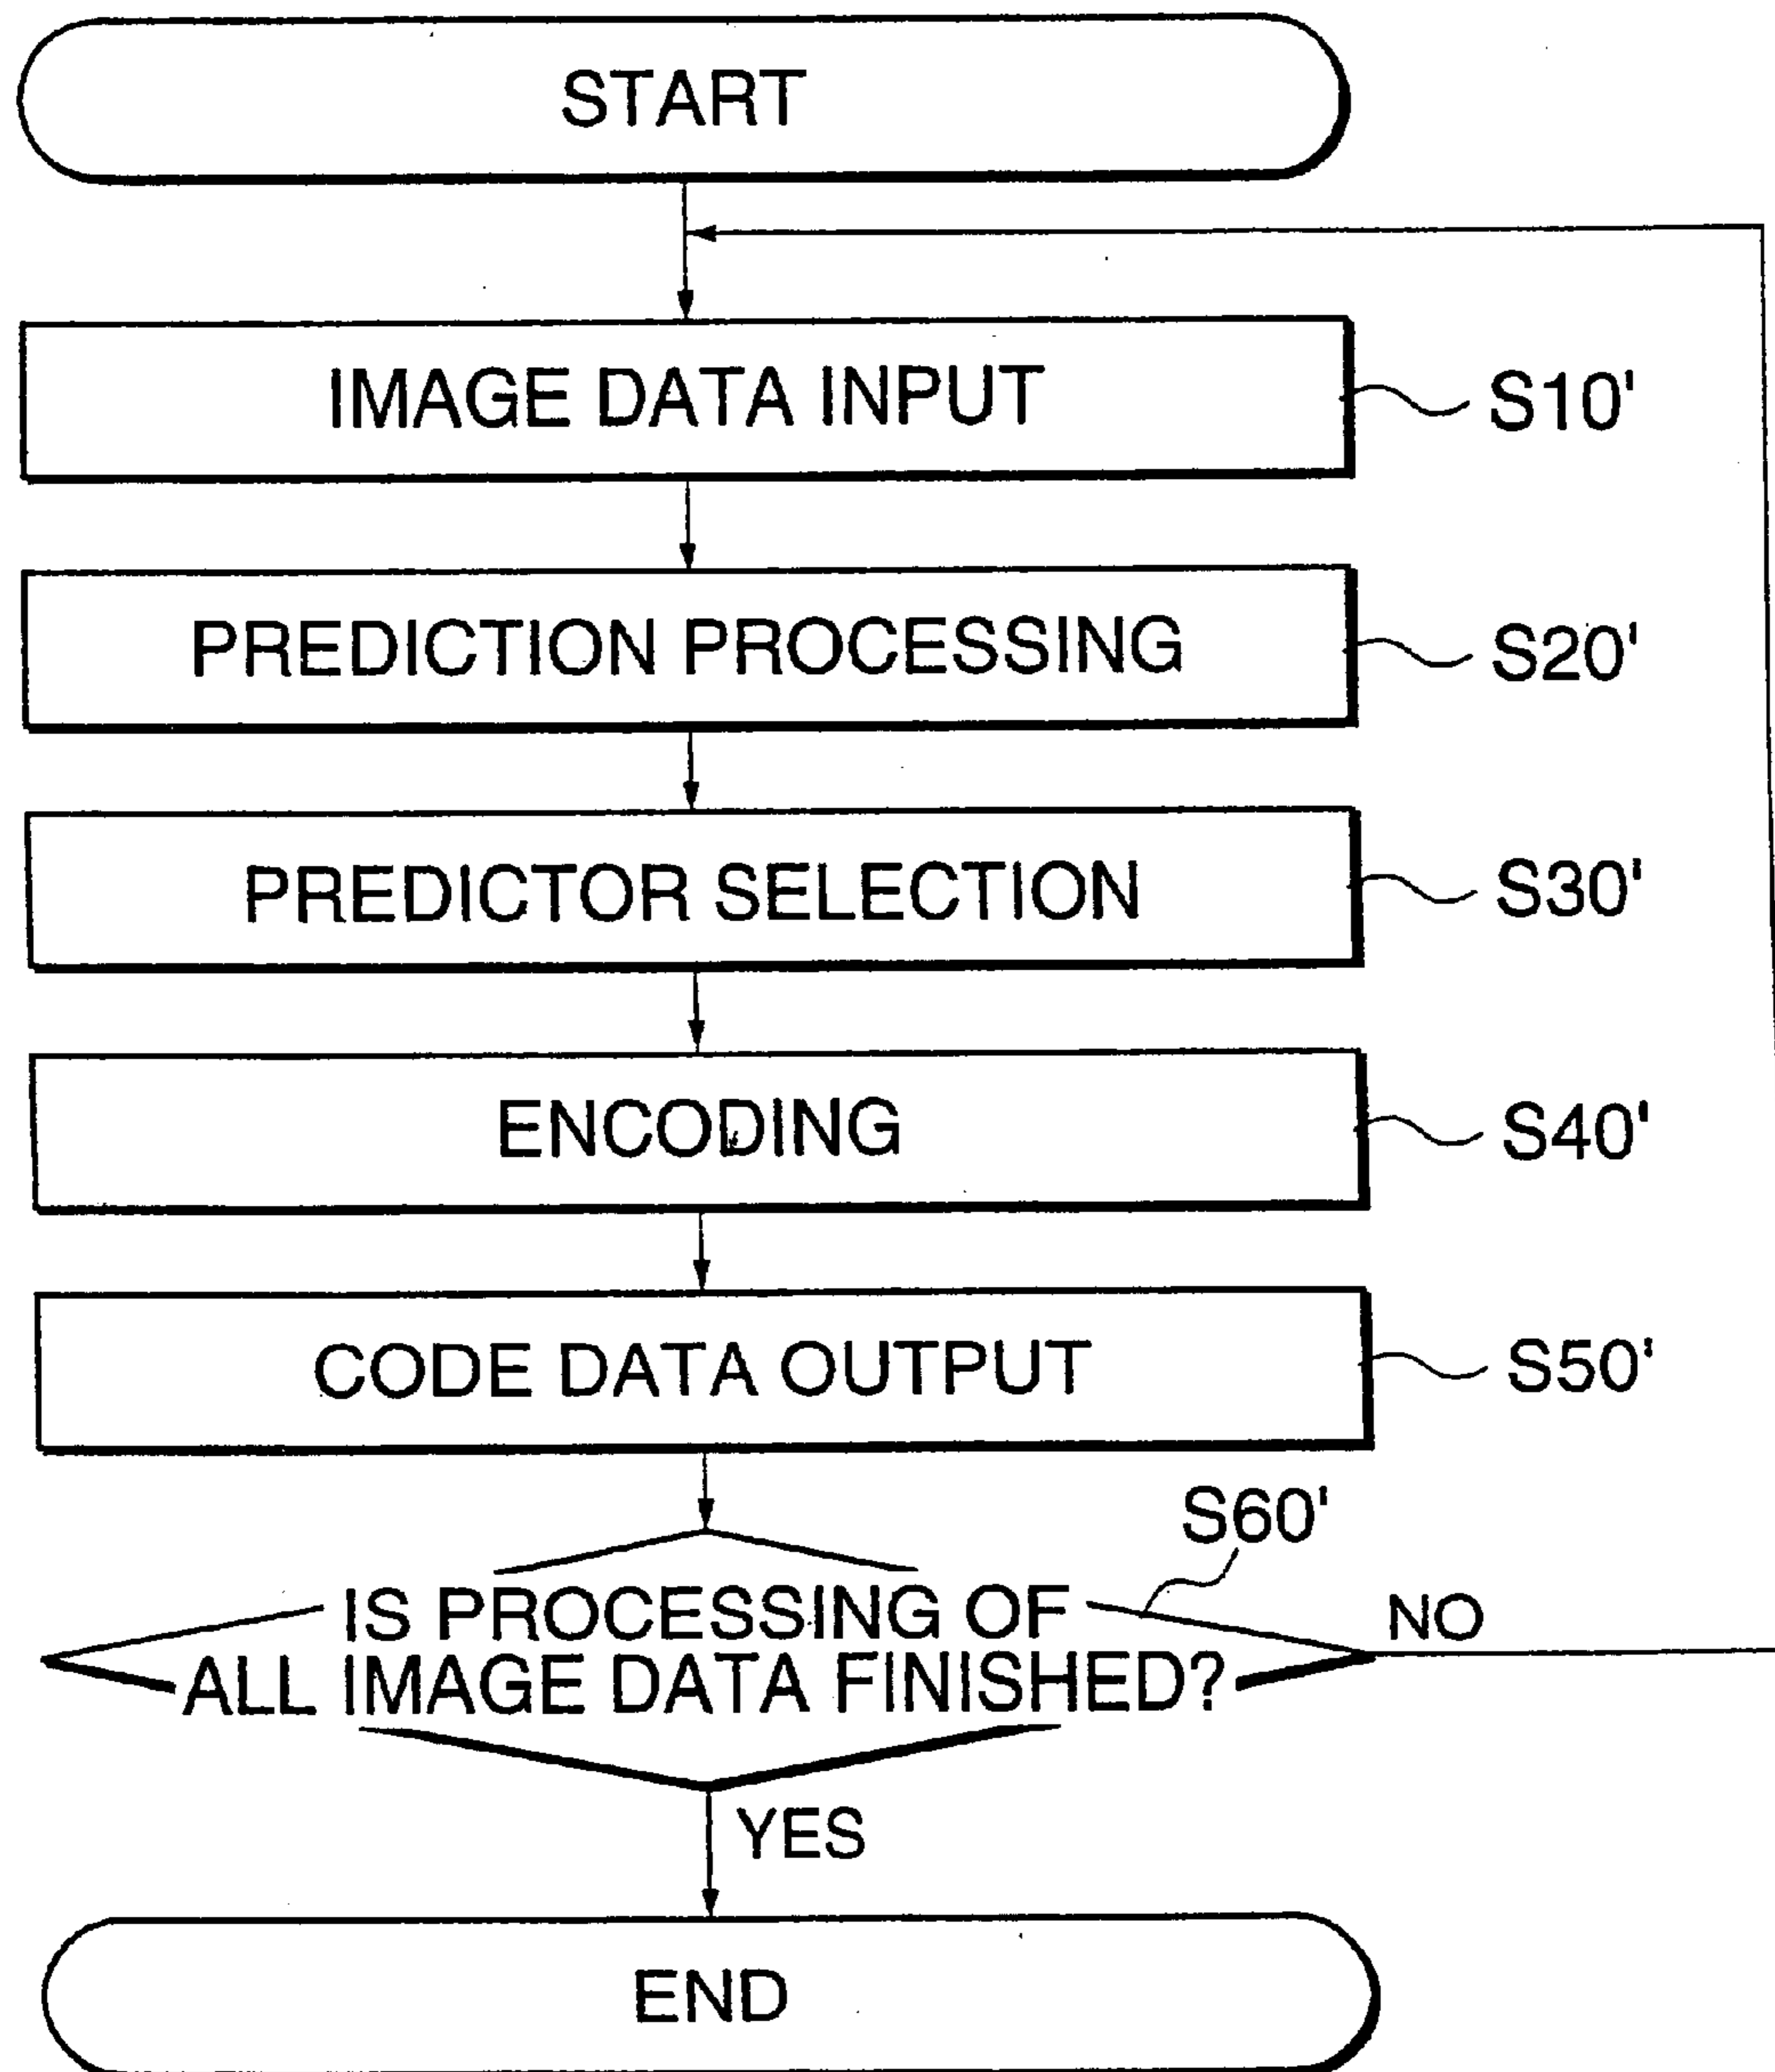 START
IMAGE DATA INPUT
S10'
PREDICTION PROCESSING
S20'
PREDICTOR SELECTION
S30'
ENCODING
S40'
CODE DATA OUTPUT
S50'
S60'
IS PROCESSING OF
ALL IMAGE DATA FINISHED?
NO
YES
END